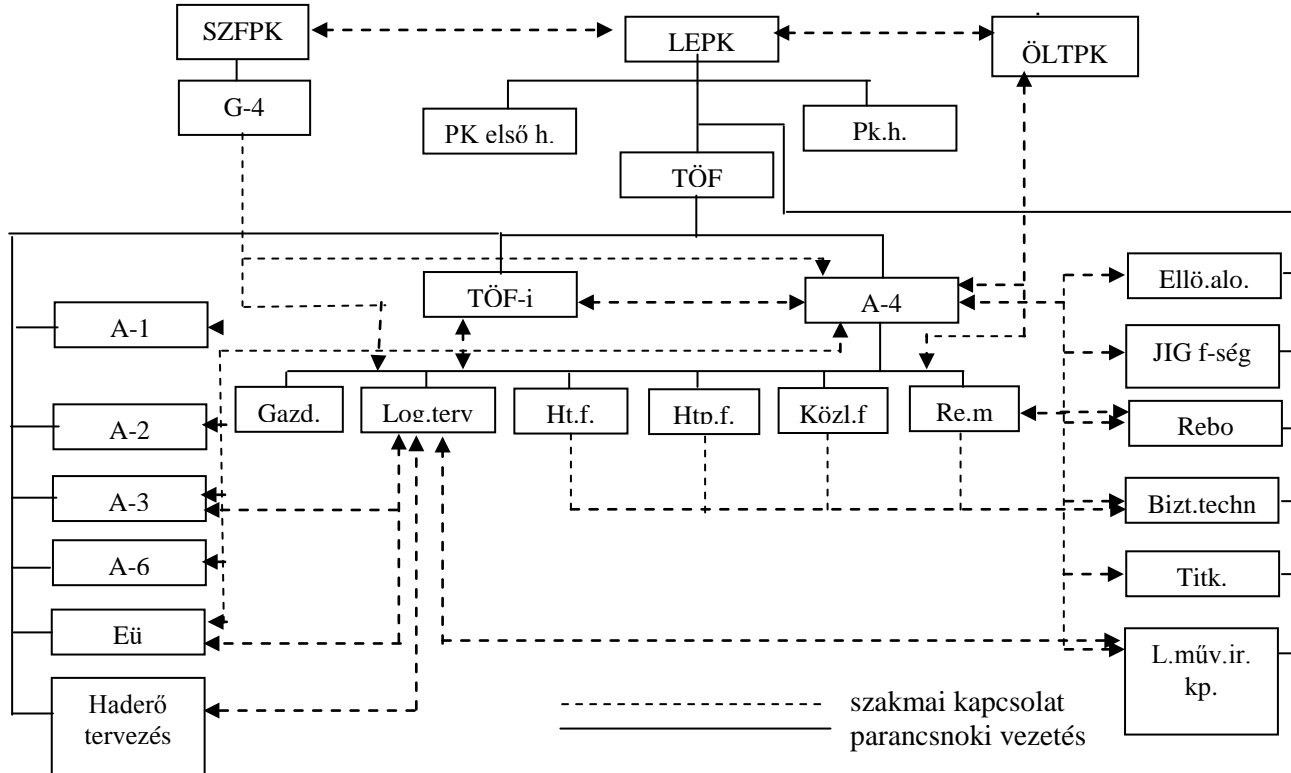 SZFPK
LEPK
ÖLTPK
G-4
PK első h.
Pk.h.
TÖF
TÖF-i
A-4
Ellö.alo.
A-1
JIG f-ség
Gazd.
Log.terv
Ht.f.
Htp.f.
Közl.f
Re.m
Rebo
A-2
A-3
Bizt.techn
A-6
Titk.
Eü
L.műv.ir.
kp.
Haderő
tervezés
szakmai kapcsolat
parancsnoki vezetés